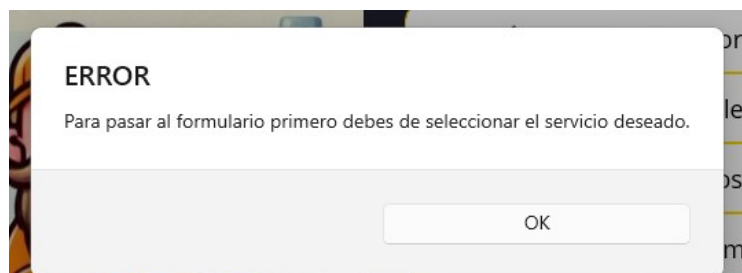 ERROR
Para pasar al formulario primero debes de seleccionar el servicio deseado.
OK